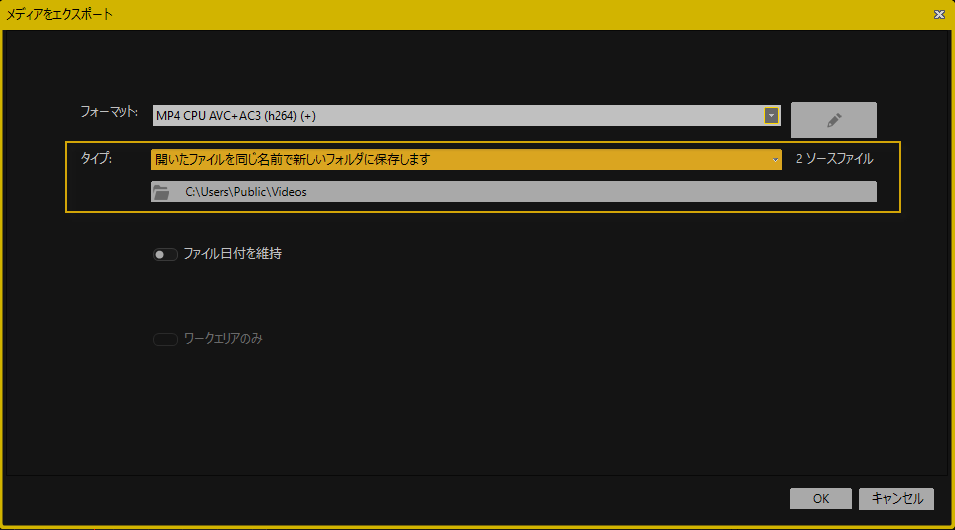 メディアをエクスポート
フォーマット:
MP4 CPU AVC+AC3 (h264) (+)
タイプ:
開いたファイルを同じ名前で新しいフォルダに保存します
2 ソースファイル
C:\Users\Public\Videos
ファイル日付を維持
ワークエリアのみ
OK
キャンセル